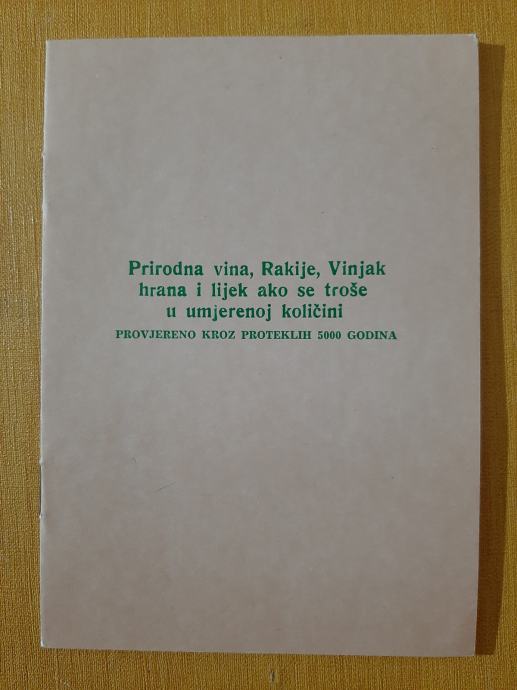 Prirodna vina, Rakije, Vinjak
hrana i lijek ako se troše
u umjerenoj količini
PROVJERENO KROZ PROTEKLIH 5000 GODINA